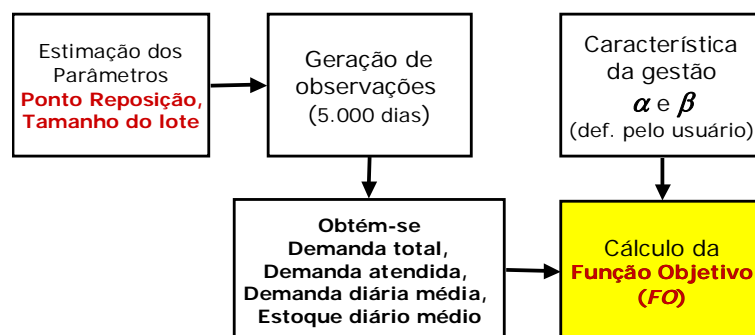 Estimação dos
Parâmetros
Ponto Reposição,
Tamanho do lote
Geração de
observações
(5.000 dias)
Característica
da gestão
α e β
(def. pelo usuário)
Obtém-se
Demanda total,
Demanda atendida,
Demanda diária média,
Estoque diário médio
Cálculo da
Função Objetivo
(FO)